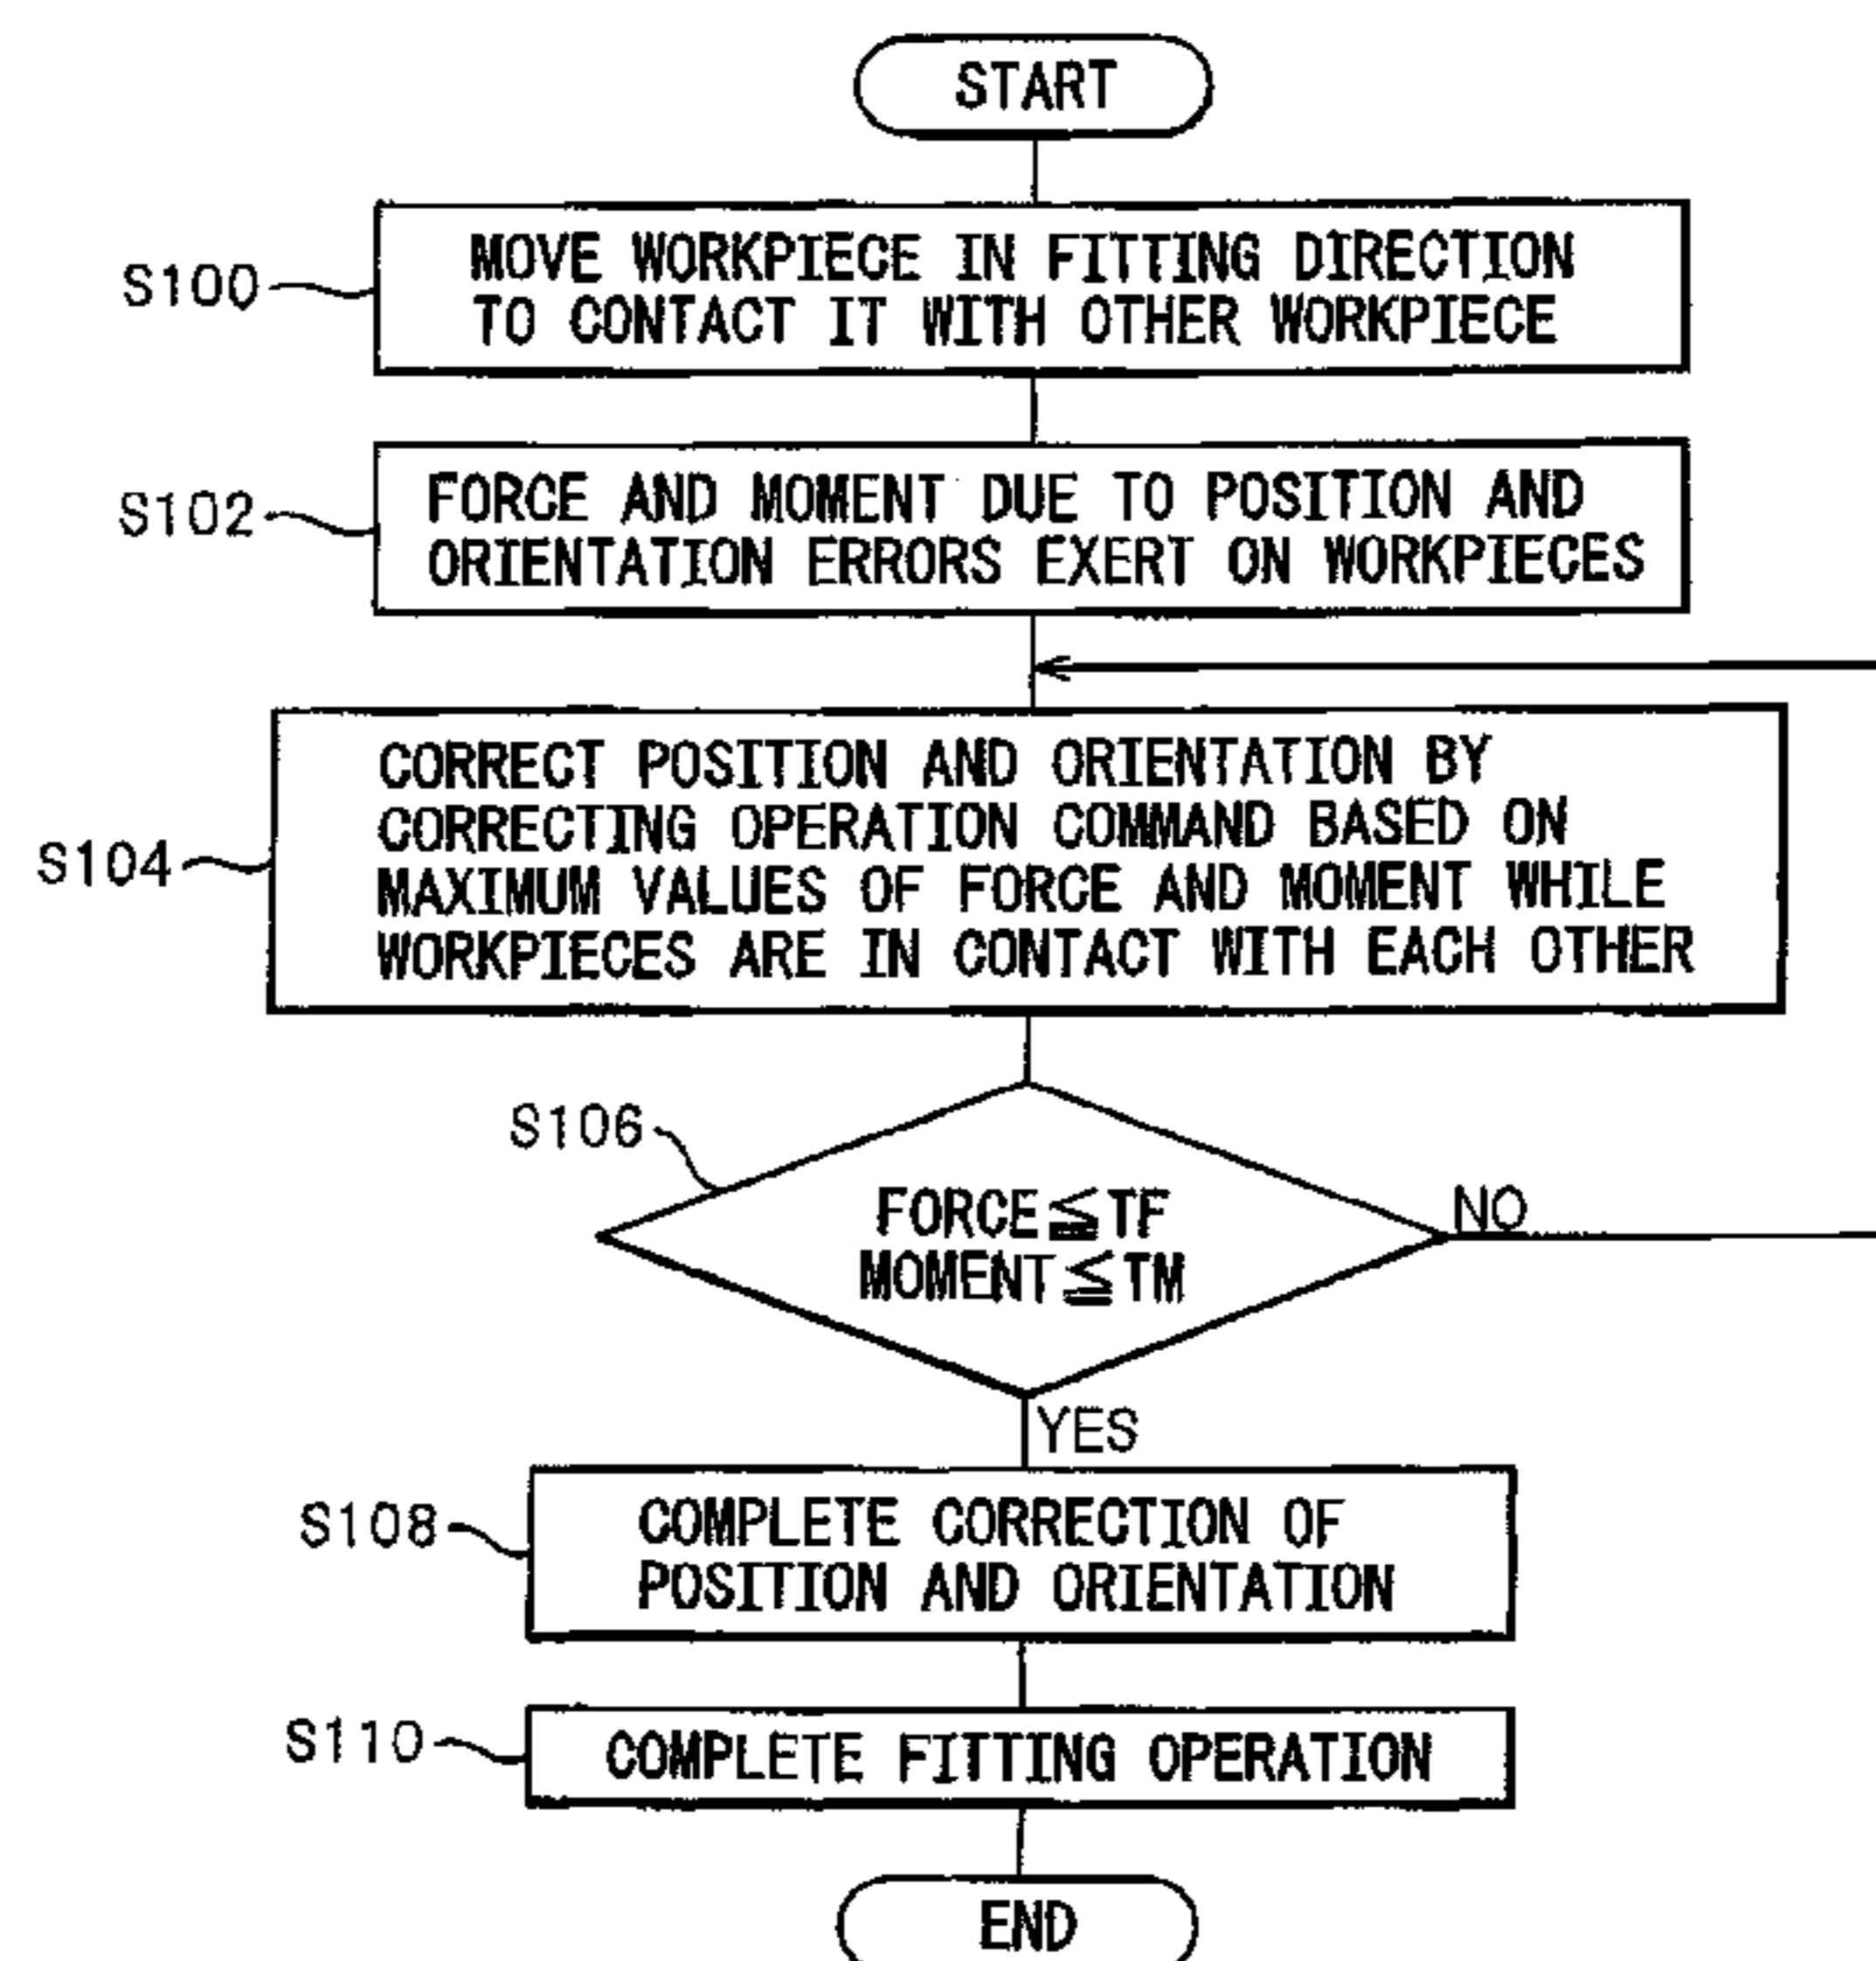 START
S100
MOVE WORKPIECE IN FITTING DIRECTION
TO CONTACT IT WITH OTHER WORKPIECE
S102
FORCE AND MOMENT DUE TO POSITION AND
ORIENTATION ERRORS EXERT ON WORKPIECES
S104
CORRECT POSITION AND ORIENTATION BY
CORRECTING OPERATION COMMAND BASED ON
MAXIMUM VALUES OF FORCE AND MOMENT WHILE
WORKPIECES ARE IN CONTACT WITH EACH OTHER
S106
FORCE≦TF
MOMENT≦TM
NO
YES
S108
COMPLETE CORRECTION OF
POSITION AND ORIENTATION
S110
COMPLETE FITTING OPERATION
END